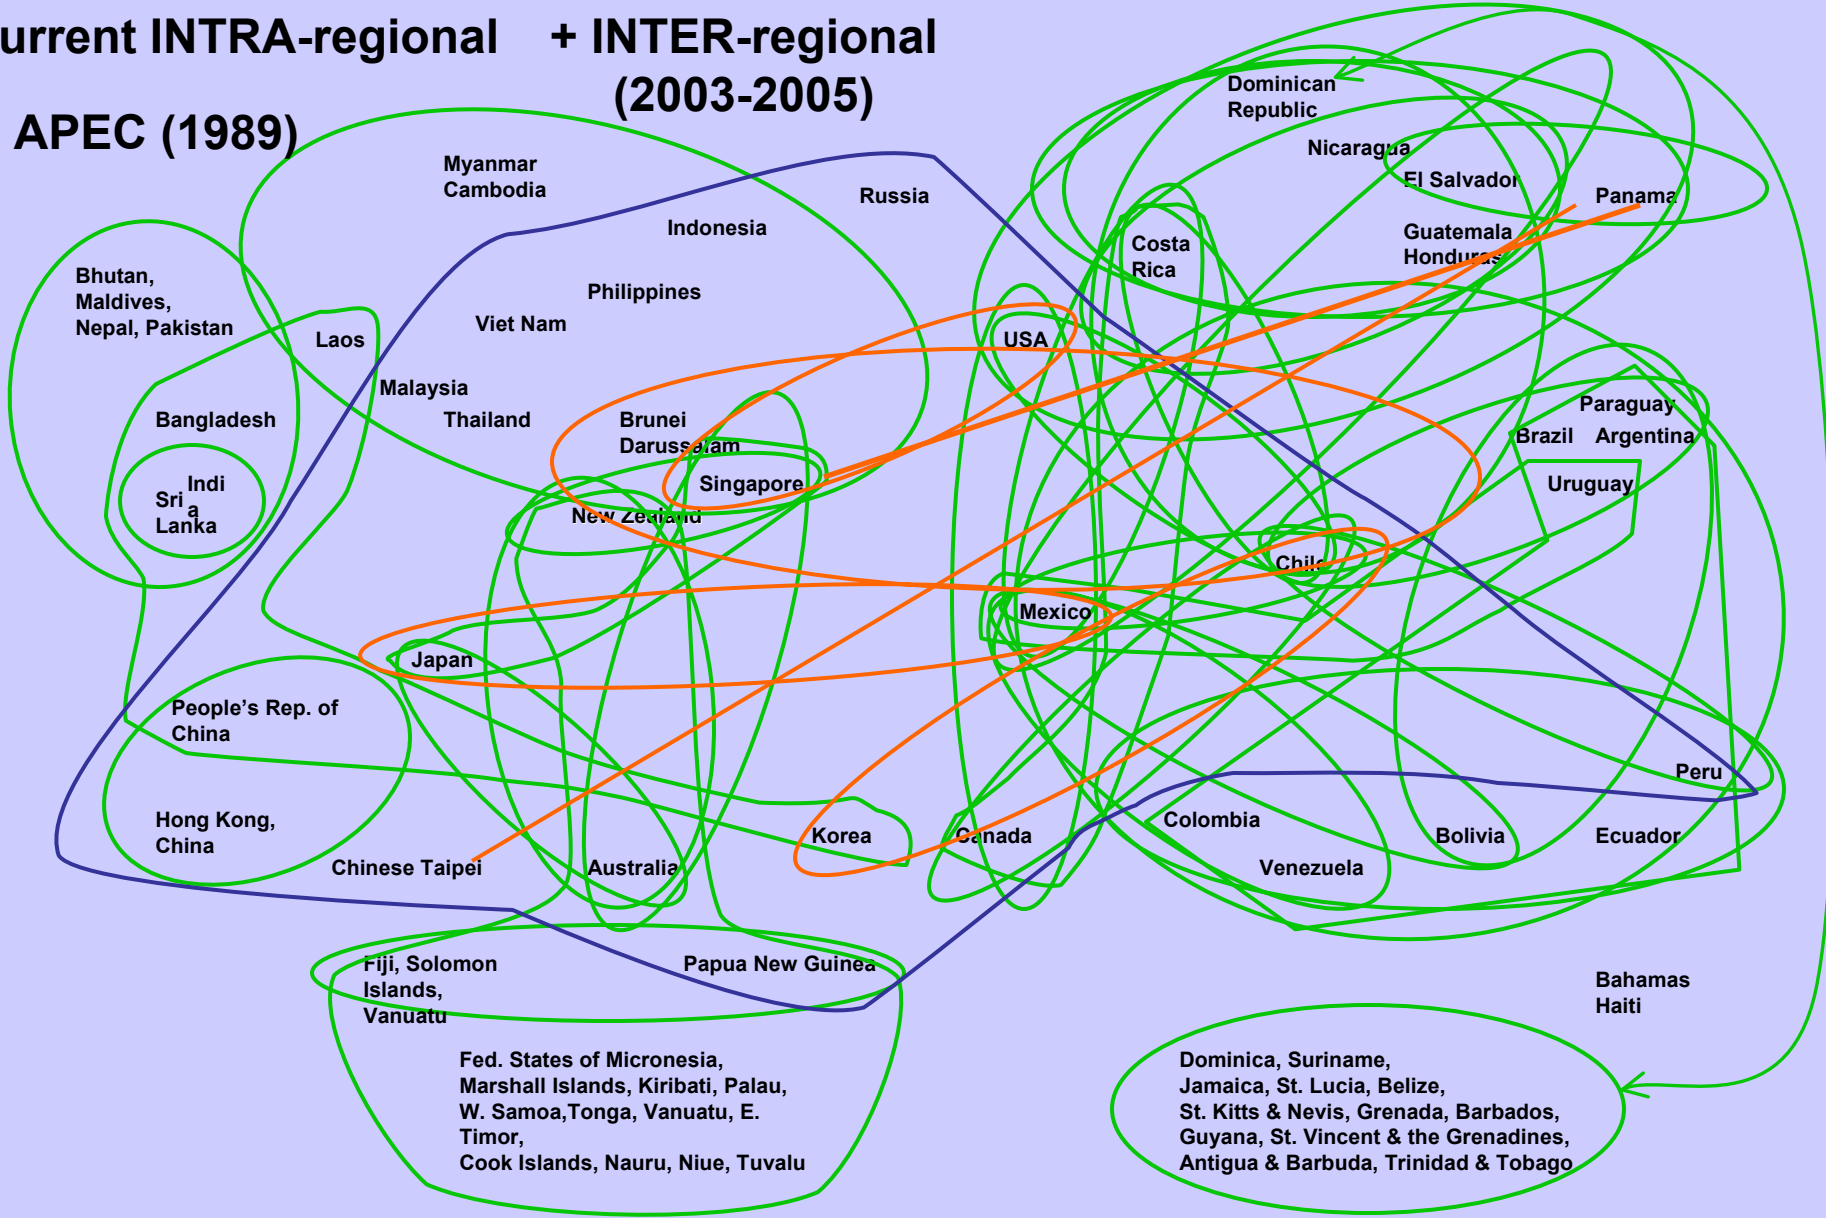 urrent INTRA-regional + INTER-regional
(2003-2005)
APEC (1989)
Myanmar
Cambodia
Russia
Indonesia
Philippines
Viet Nam
Laos
Malaysia
Thailand
Brunei
Darussalam
Singapore
New Zealand
Bhutan,
Maldives,
Nepal, Pakistan
Bangladesh
Indi
a
Sri
Lanka
Japan
People’s Rep. of
China
Hong Kong,
China
Chinese Taipei
Australia
Korea
Canada
USA
Mexico
Chile
Costa
Rica
Dominican
Republic
Nicaragua
El Salvador
Panama
Guatemala
Honduras
Paraguay
Brazil Argentina
Uruguay
Peru
Colombia
Bolivia
Ecuador
Venezuela
Fiji, Solomon
Islands,
Vanuatu
Papua New Guinea
Fed. States of Micronesia,
Marshall Islands, Kiribati, Palau,
W. Samoa,Tonga, Vanuatu, E.
Timor,
Cook Islands, Nauru, Niue, Tuvalu
Bahamas
Haiti
Dominica, Suriname,
Jamaica, St. Lucia, Belize,
St. Kitts & Nevis, Grenada, Barbados,
Guyana, St. Vincent & the Grenadines,
Antigua & Barbuda, Trinidad & Tobago